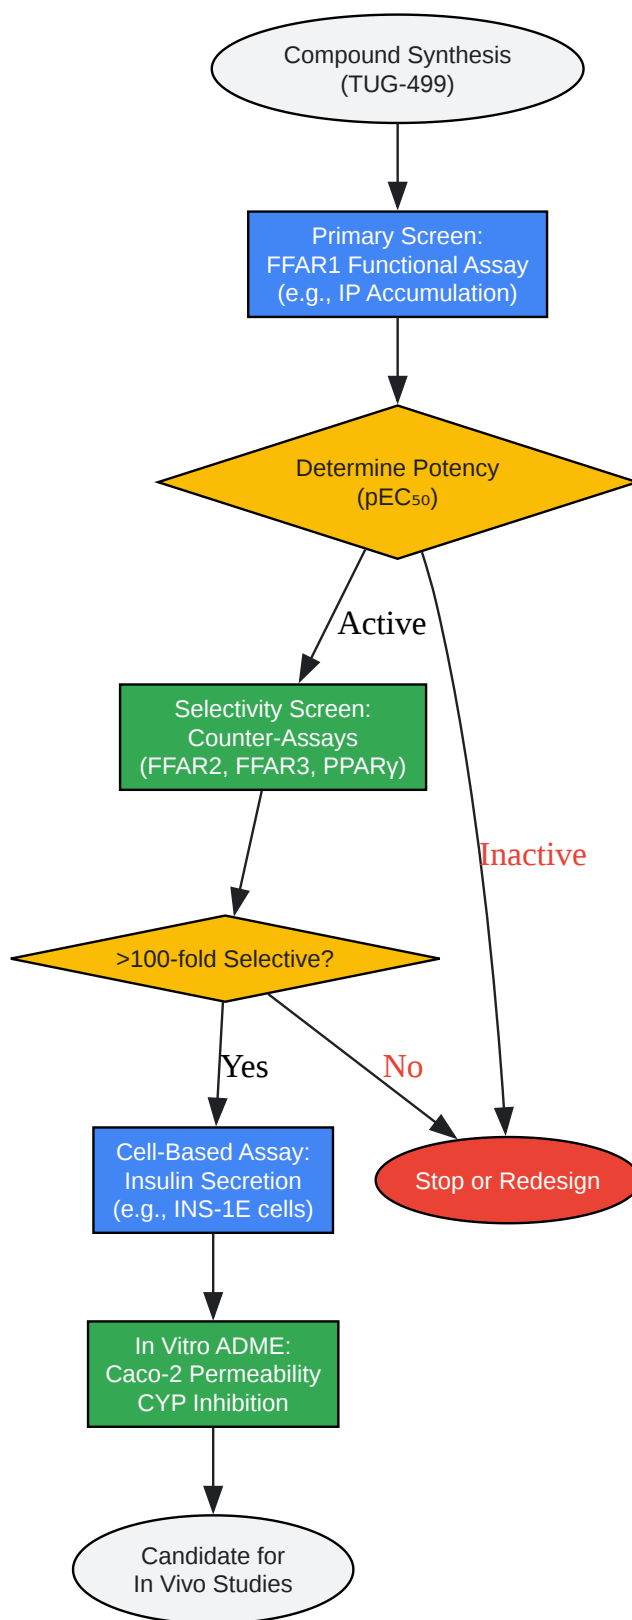 Compound Synthesis
(TUG-499)
Primary Screen:
FFAR1 Functional Assay
(e.g., IP Accumulation)
Determine Potency
(pEC₅₀)
Active
Selectivity Screen:
Counter-Assays
(FFAR2, FFAR3, PPARγ)
Inactive
>100-fold Selective?
Yes
No
Cell-Based Assay:
Insulin Secretion
(e.g., INS-1E cells)
Stop or Redesign
In Vitro ADME:
Caco-2 Permeability
CYP Inhibition
Candidate for
In Vivo Studies